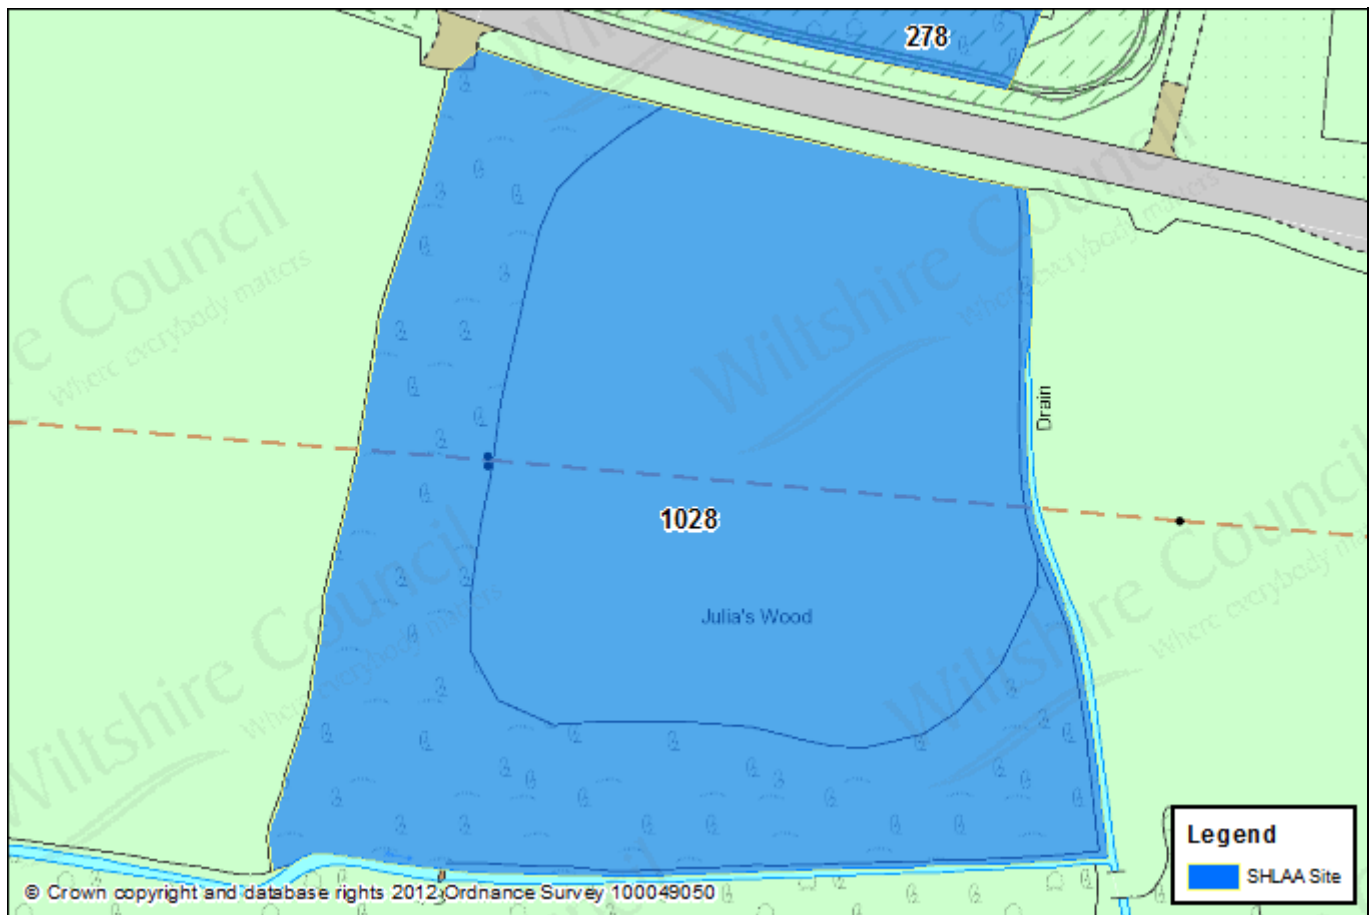 278
Drain
1028
Julia's Wood
Wiltshire Council
Where everybody matters
Legend
SHLAA Site
© Crown copyright and database rights 2012 Ordnance Survey 100049050